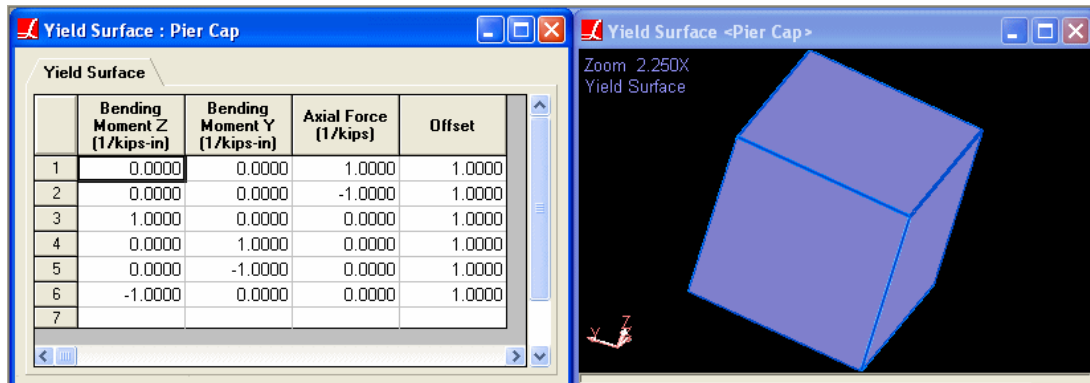 Yield Surface : Pier Cap
Yield Surface
Bending Moment Z (1/kips-in) Bending Moment Y (1/kips-in) Axial Force (1/kips) Offset
1 0.0000 0.0000 1.0000 1.0000
2 0.0000 0.0000 -1.0000 1.0000
3 1.0000 0.0000 0.0000 1.0000
4 0.0000 1.0000 0.0000 1.0000
5 0.0000 -1.0000 0.0000 1.0000
6 -1.0000 0.0000 0.0000 1.0000
7
Yield Surface <Pier Cap>
Zoom 2.250X
Yield Surface
Y Z